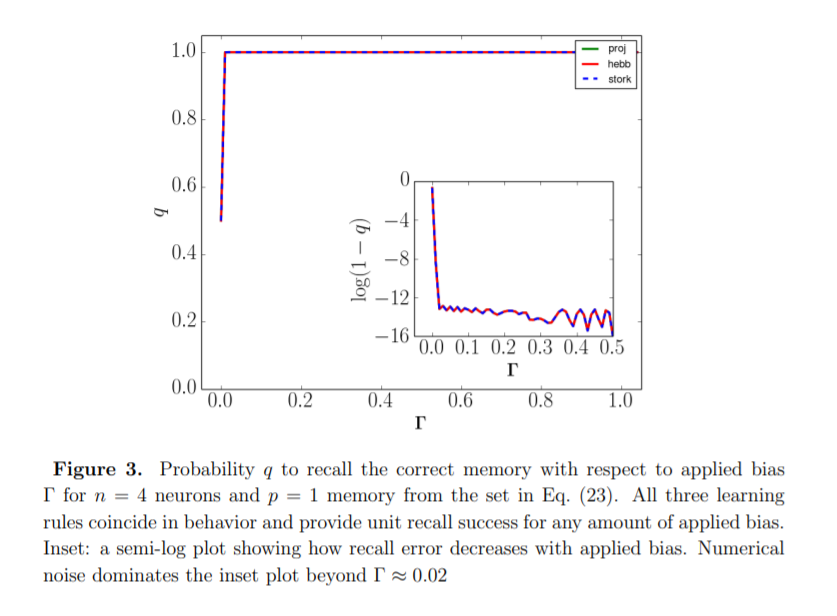 1.0
0.8
0.6
0.4
0.2
0.0
q
proj
hebb
stork
0
−4
−8
−12
−16
log(1 − q)
0.0 0.1 0.2 0.3 0.4 0.5
Γ
0.0 0.2 0.4 0.6 0.8 1.0
Γ
Figure 3. Probability q to recall the correct memory with respect to applied bias
Γ for n = 4 neurons and p = 1 memory from the set in Eq. (23). All three learning
rules coincide in behavior and provide unit recall success for any amount of applied bias.
Inset: a semi-log plot showing how recall error decreases with applied bias. Numerical
noise dominates the inset plot beyond Γ ≈ 0.02